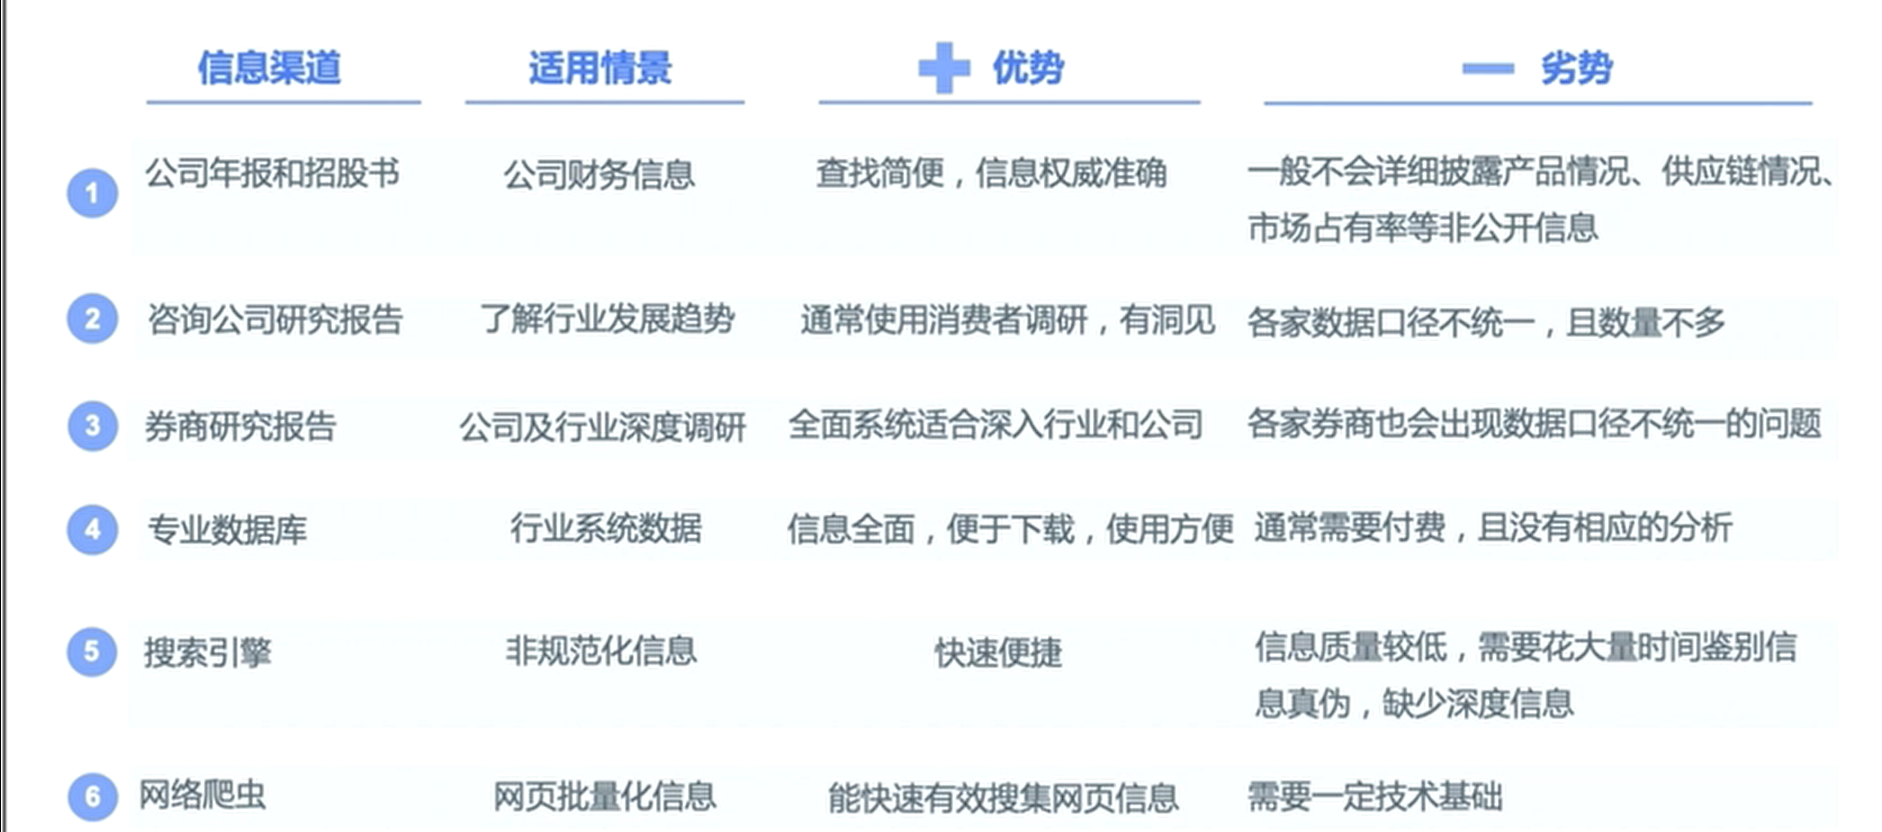 信息渠道 适用情景 优势 劣势
1 公司年报和招股书 公司财务信息 查找简便，信息权威准确 一般不会详细披露产品情况、供应链情况、
市场占有率等非公开信息
2 咨询公司研究报告 了解行业发展趋势 通常使用消费者调研，有洞见 各家数据口径不统一，且数量不多
3 券商研究报告 公司及行业深度调研 全面系统适合深入行业和公司 各家券商也会出现数据口径不统一的问题
4 专业数据库 行业系统数据 信息全面，便于下载，使用方便 通常需要付费，且没有相应的分析
5 搜索引擎 非规范化信息 快速便捷 信息质量较低，需要花大量时间鉴别信
息真伪，缺少深度信息
6 网络爬虫 网页批量化信息 能快速有效搜集网页信息 需要一定技术基础